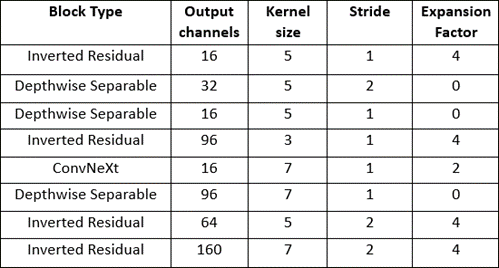 Block Type Output channels Kernel size Stride Expansion Factor
Inverted Residual 16 5 1 4
Depthwise Separable 32 5 2 0
Depthwise Separable 16 5 1 0
Inverted Residual 96 3 1 4
ConvNeXt 16 7 1 2
Depthwise Separable 96 7 1 0
Inverted Residual 64 5 2 4
Inverted Residual 160 7 2 4